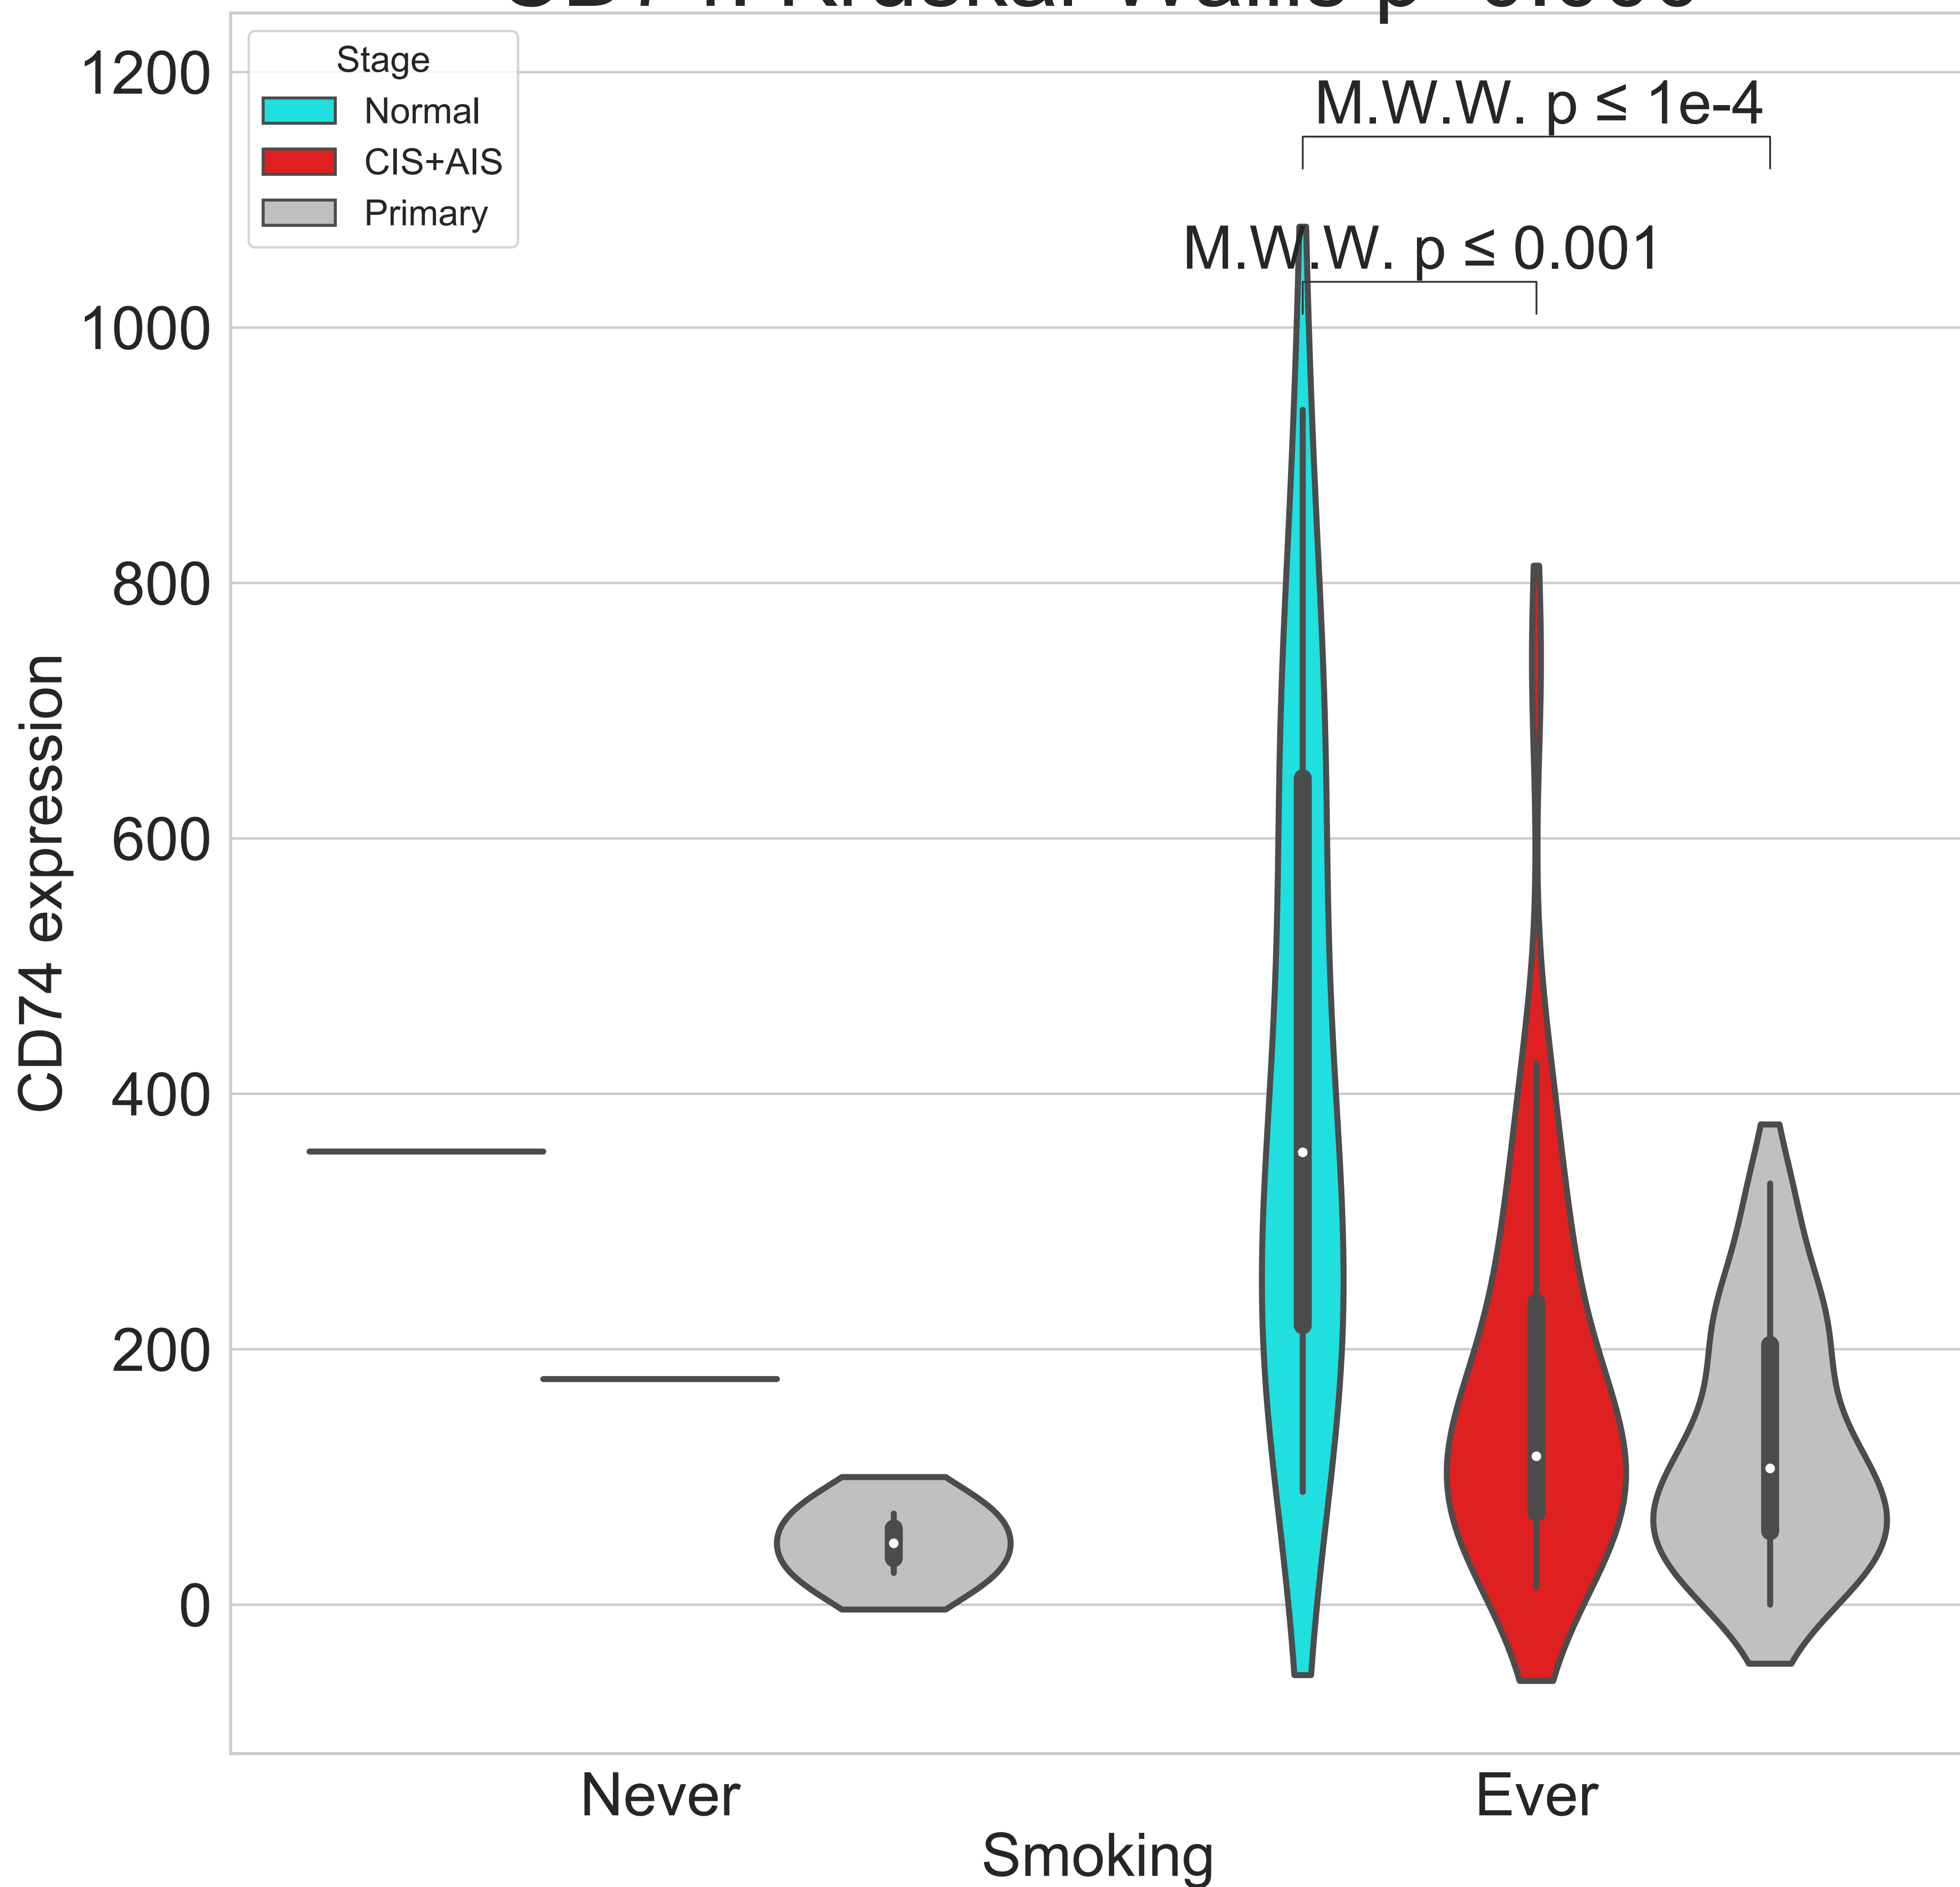 Stage
Normal
CIS+AIS
Primary
M.W.W. p ≤ 1e-4
M.W.W. p ≤ 0.001
1200
1000
800
600
400
200
0
CD74 expression
Never
Ever
Smoking